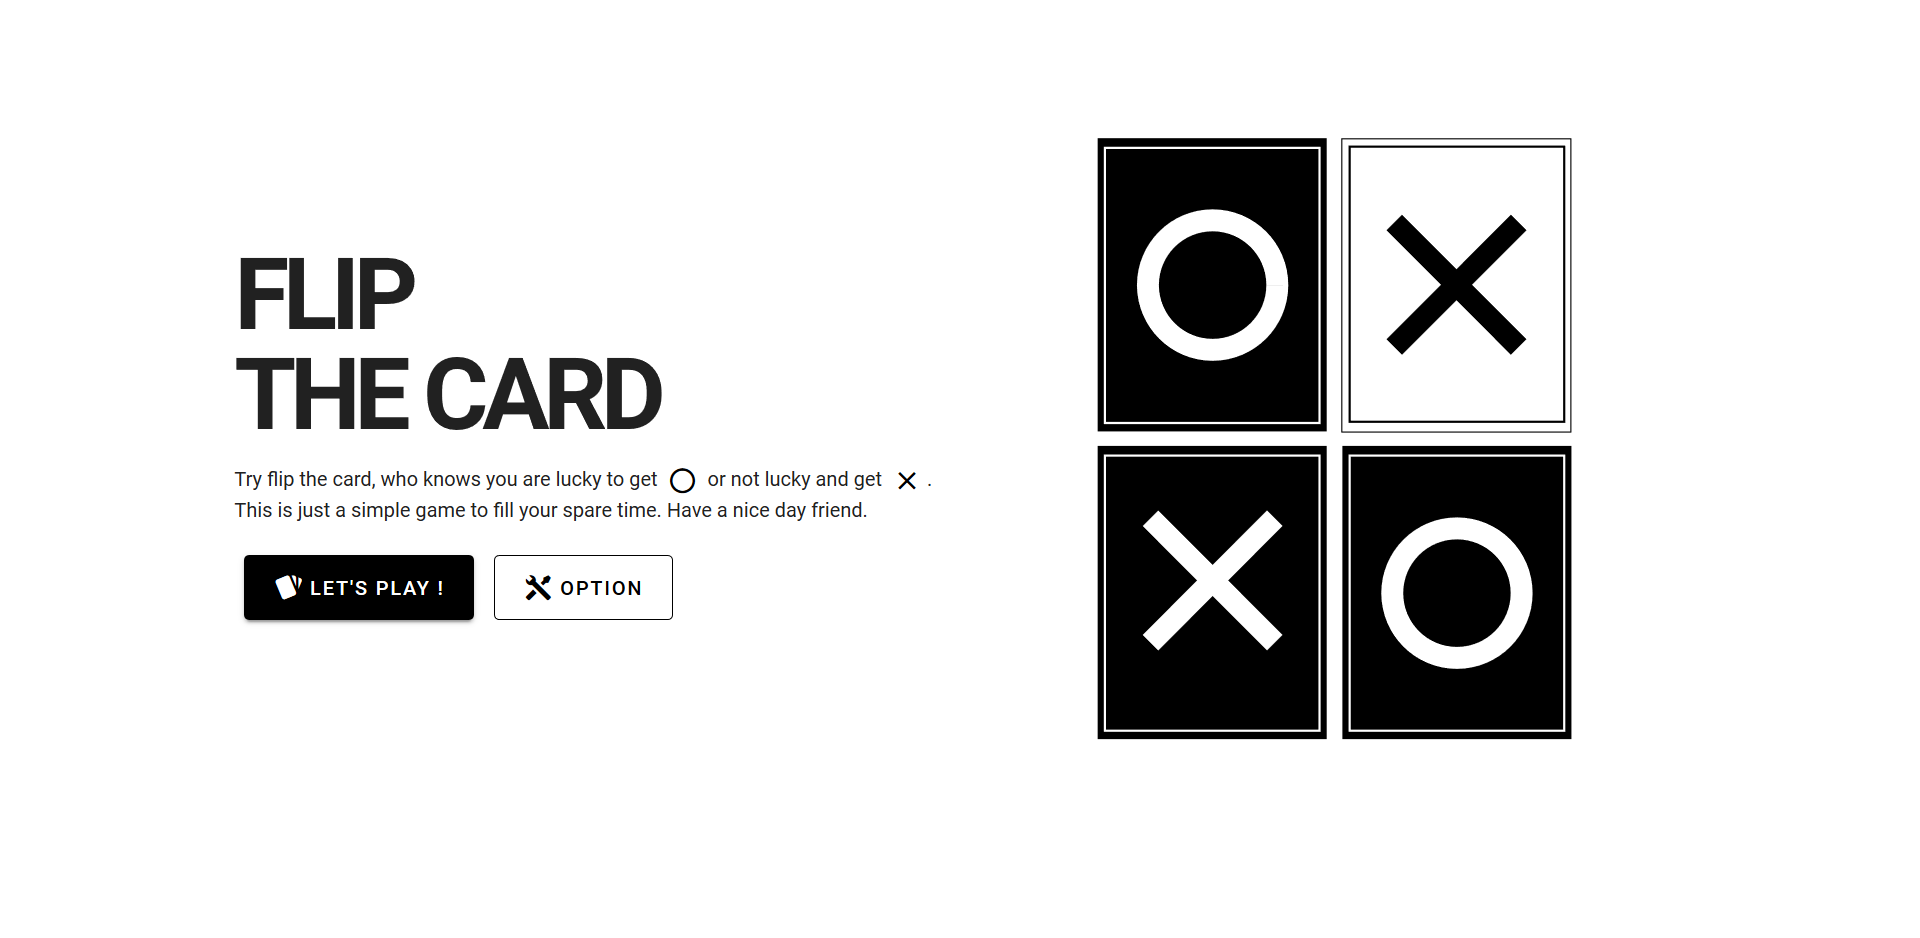 FLIP
THE CARD
Try flip the card, who knows you are lucky to get ◯ or not lucky and get ✕ .
This is just a simple game to fill your spare time. Have a nice day friend.
LET'S PLAY !
OPTION